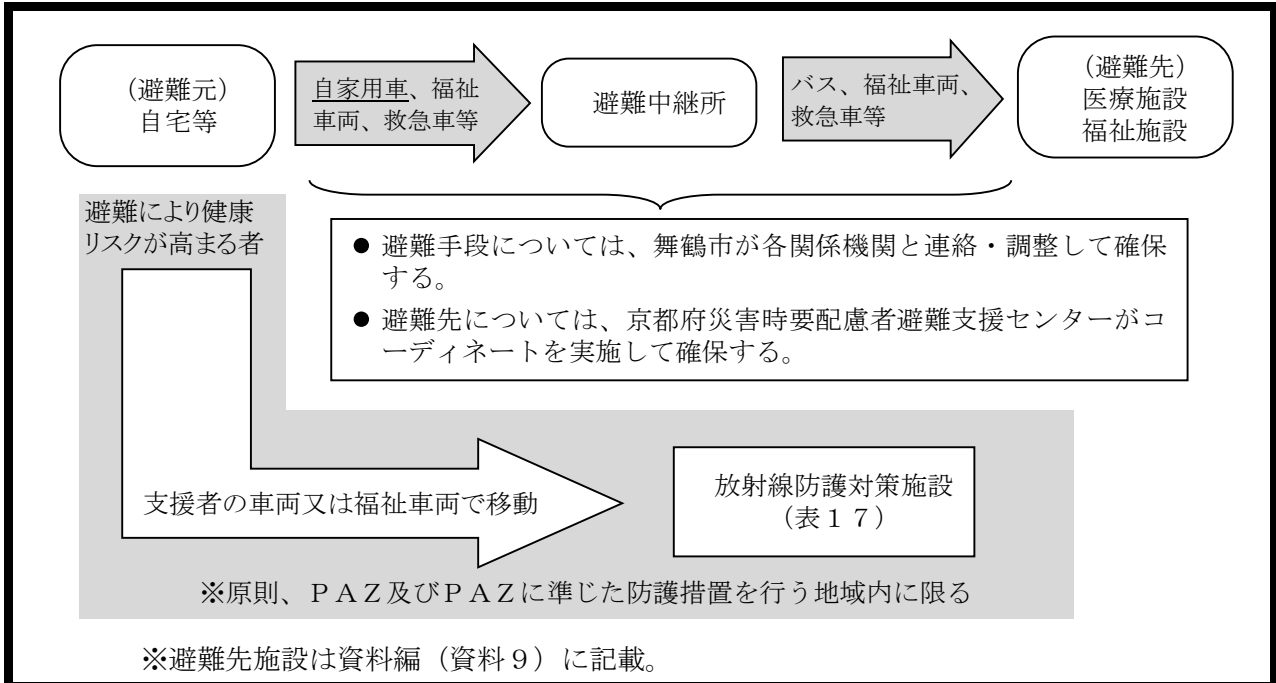 (避難元)
自宅等
自家用車、福祉
車両、救急車等
避難中継所
バス、福祉車両、
救急車等
(避難先)
医療施設
福祉施設
避難により健康
リスクが高まる者
● 避難手段については、舞鶴市が各関係機関と連絡・調整して確保
する。
● 避難先については、京都府災害時要配慮者避難支援センターがコ
ーディネートを実施して確保する。
支援者の車両又は福祉車両で移動
放射線防護対策施設
(表17)
※原則、PAZ及びPAZに準じた防護措置を行う地域内に限る
※避難先施設は資料編(資料9)に記載。